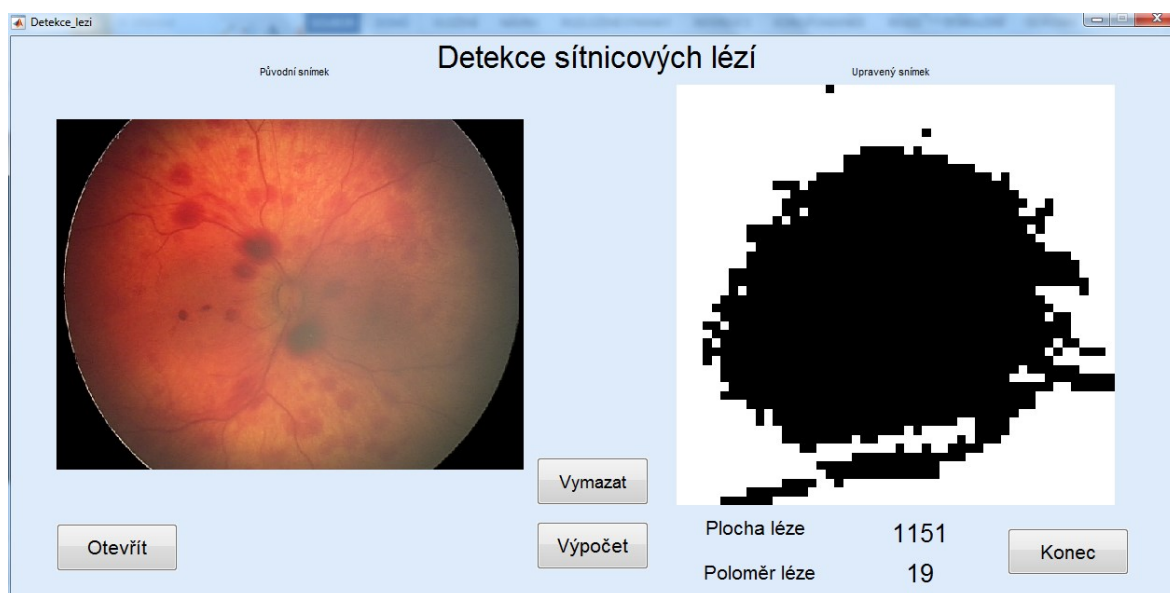 Detekce_lezi
Detekce sítnicových lézí
Původní snímek
Upravený snímek
Vymazat
Otevřít
Výpočet
Plocha léze 1151
Poloměr léze 19
Konec